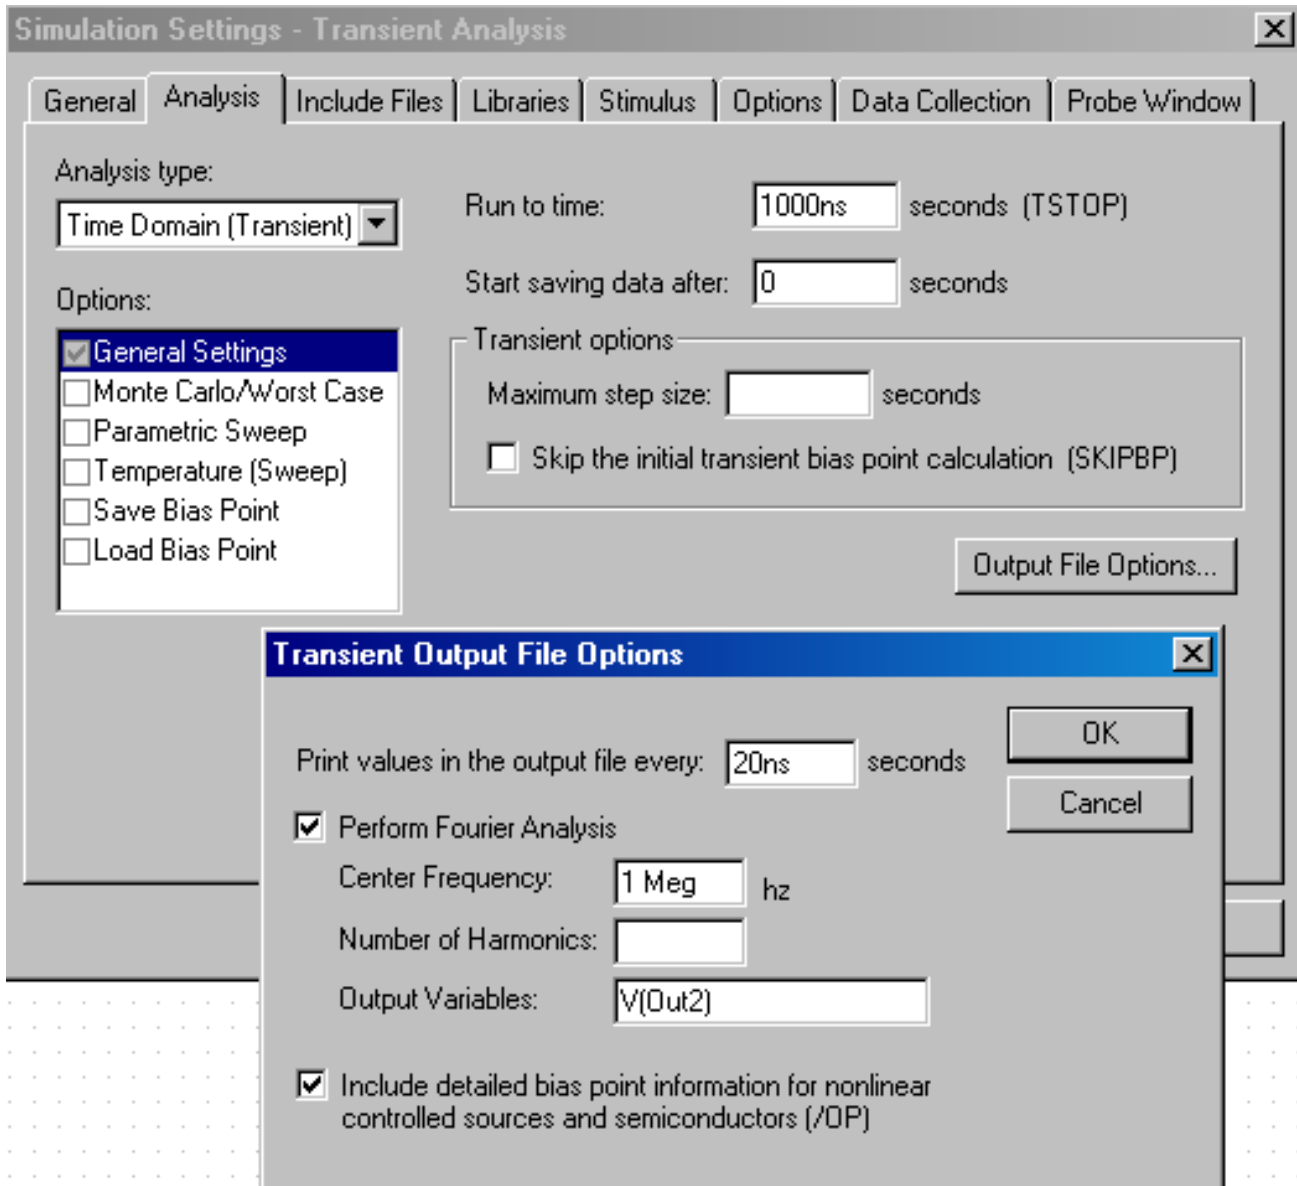 Simulation Settings - Transient Analysis
General Analysis Include Files Libraries Stimulus Options Data Collection Probe Window
Analysis type:
Time Domain (Transient)
Run to time: 1000ns seconds (TSTOP)
Start saving data after: 0 seconds
Options:
General Settings
Monte Carlo/Worst Case
Parametric Sweep
Temperature (Sweep)
Save Bias Point
Load Bias Point
Transient options
Maximum step size: seconds
Skip the initial transient bias point calculation (SKIPBP)
Output File Options...
Transient Output File Options
Print values in the output file every: 20ns seconds
OK
Cancel
Perform Fourier Analysis
Center Frequency: 1 Meg hz
Number of Harmonics:
Output Variables: V(Out2)
Include detailed bias point information for nonlinear
controlled sources and semiconductors (/OP)